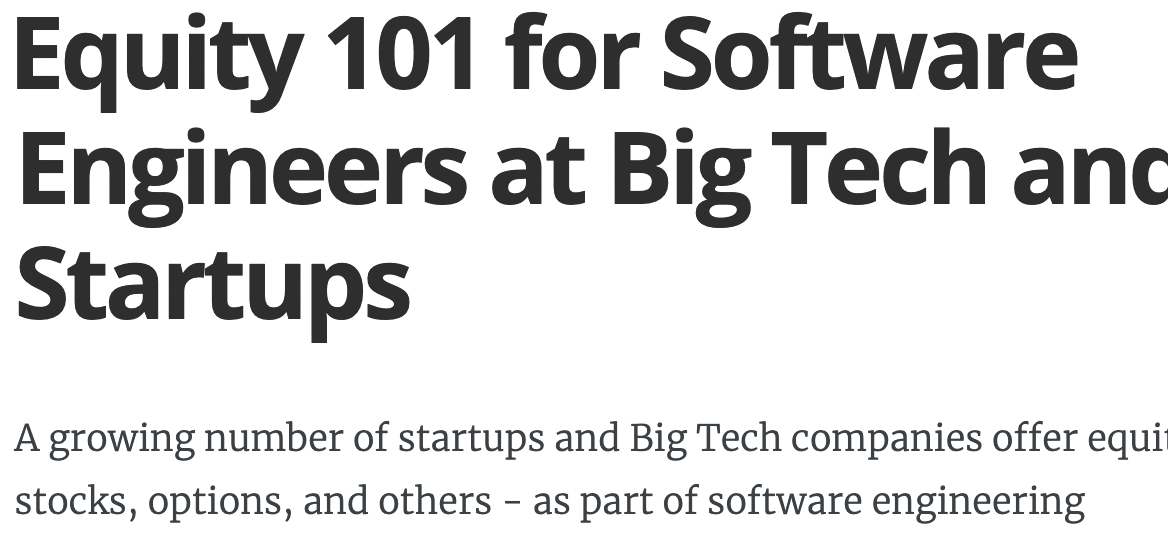 Equity 101 for Software
Engineers at Big Tech and
Startups
A growing number of startups and Big Tech companies offer equit
stocks, options, and others – as part of software engineering